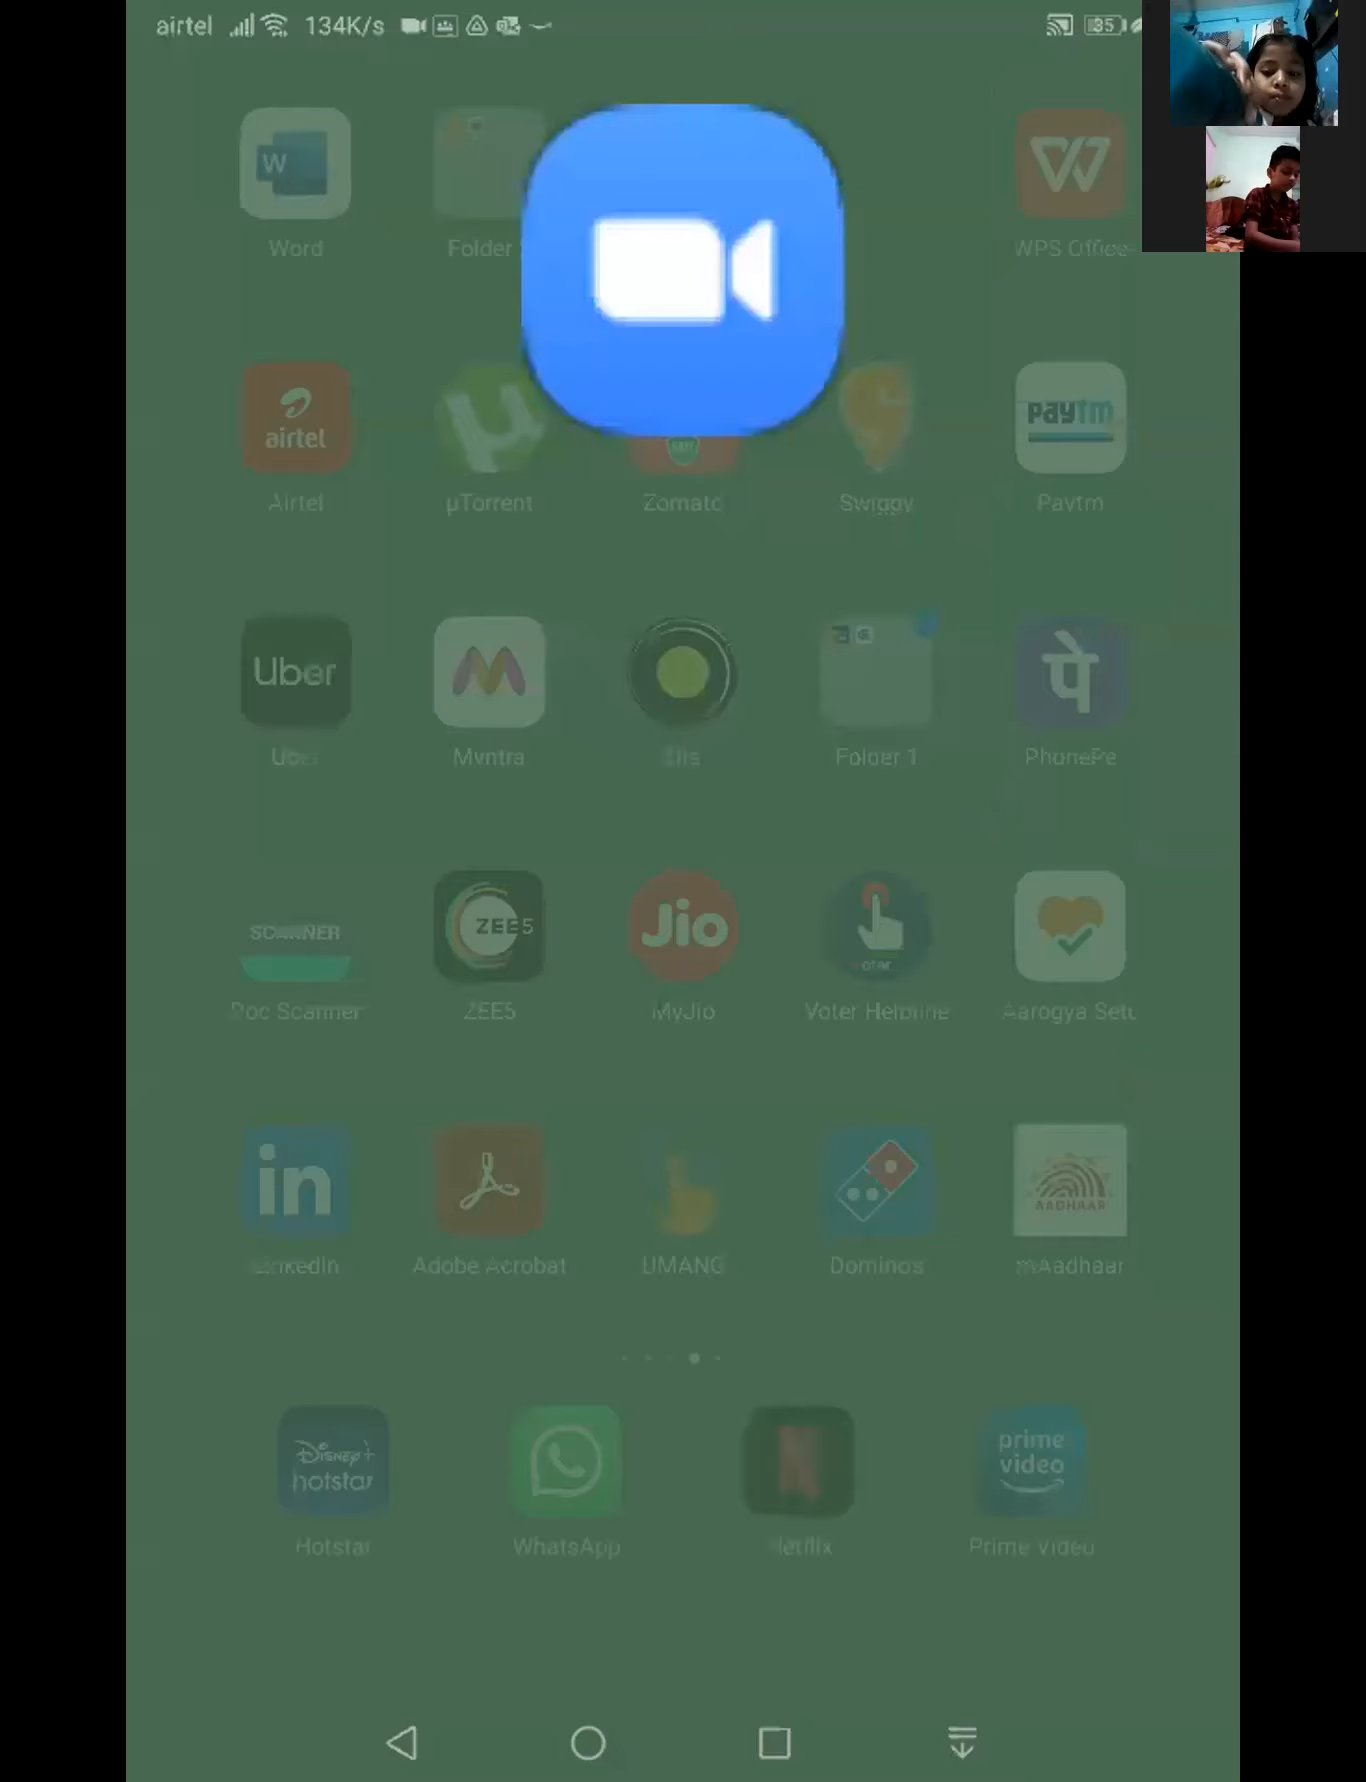 airtel 134K/s 35
W
Word Folder WPS Office
airtel μ paytm
Airtel μTorrent Zomato Swiggy Paytm
Uber पे
Myntra Folder 1 PhonePe
SCANNER ZEE5 Jio
Doc Scanner ZEE5 MyJio Voter Helpline Aarogya Setu
in AADHAAR
LinkedIn Adobe Acrobat UMANG Dominos mAadhaar
Disney+ hotstar N prime video
Hotstar WhatsApp Netflix Prime Video